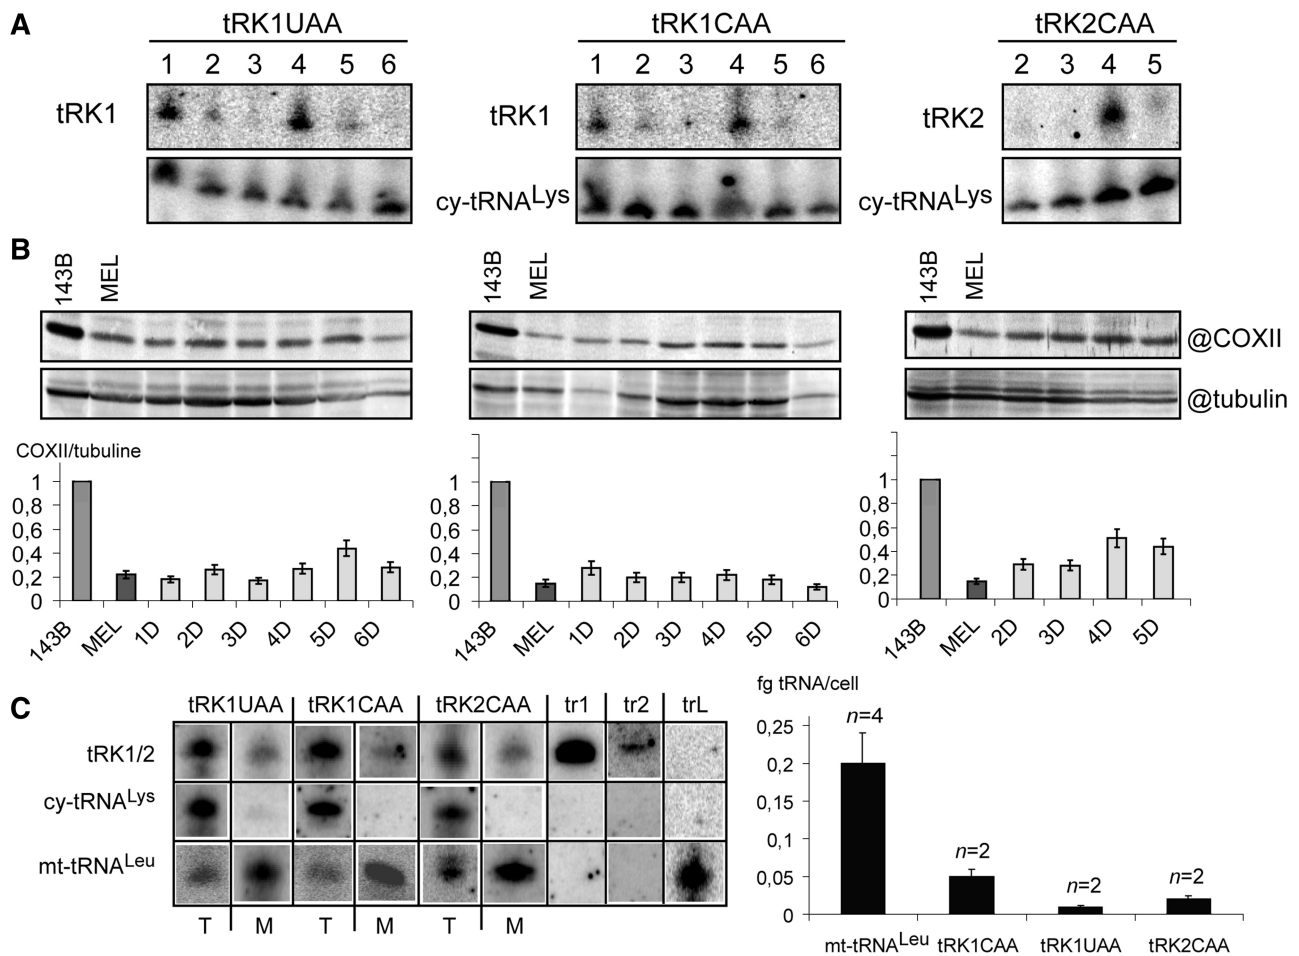 A
tRK1UAA tRK1CAA tRK2CAA
1 2 3 4 5 6 1 2 3 4 5 6 2 3 4 5
tRK1 tRK1 tRK2
cy-tRNALys cy-tRNALys
B
143B MEL 143B MEL 143B MEL
@COXII
@tubulin
COXII/tubuline
1 1 1
0,8 0,8 0,8
0,6 0,6 0,6
0,4 0,4 0,4
0,2 0,2 0,2
0 0 0
143B MEL 1D 2D 3D 4D 5D 6D 143B MEL 1D 2D 3D 4D 5D 6D 143B MEL 2D 3D 4D 5D
C
tRK1UAA tRK1CAA tRK2CAA tr1 tr2 trL
tRK1/2
cy-tRNALys
mt-tRNALeu
T M T M T M
fg tRNA/cell
0,25
0,2
0,15
0,1
0,05
0
n=4
n=2
n=2
n=2
mt-tRNALeu tRK1CAA tRK1UAA tRK2CAA